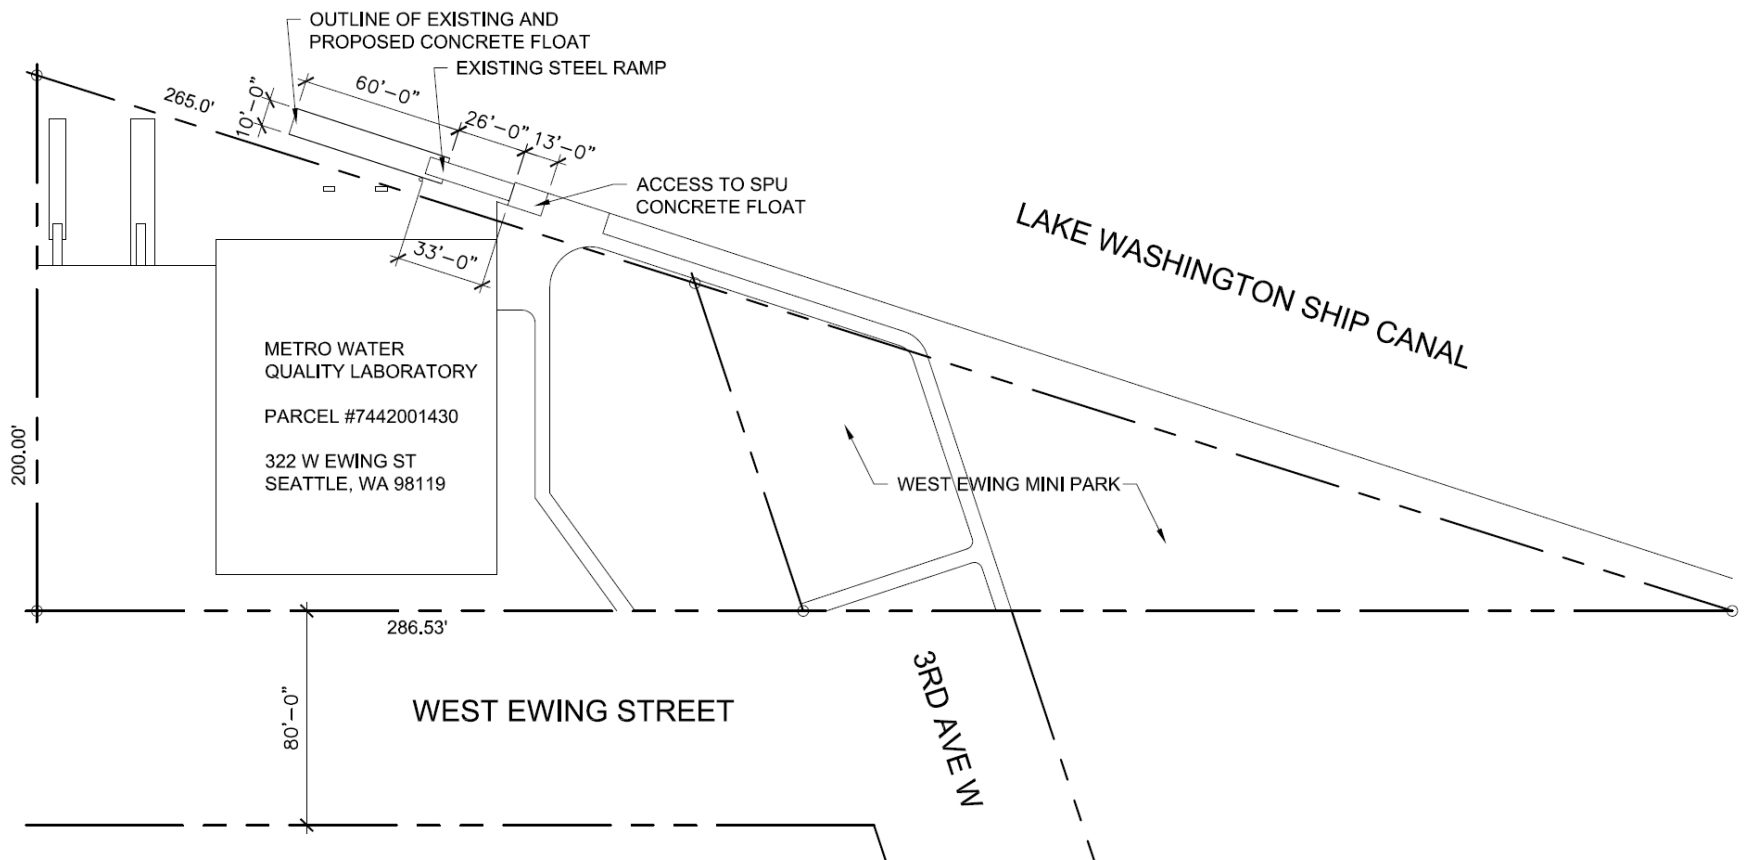 OUTLINE OF EXISTING AND
PROPOSED CONCRETE FLOAT
EXISTING STEEL RAMP
60'-0"
265.0'
10'-0"
26'-0"
13'-0"
ACCESS TO SPU
CONCRETE FLOAT
33'-0"
LAKE WASHINGTON SHIP CANAL
METRO WATER
QUALITY LABORATORY
PARCEL #7442001430
322 W EWING ST
SEATTLE, WA 98119
200.00'
WEST EWING MINI PARK
286.53'
80'-0"
WEST EWING STREET
3RD AVE W